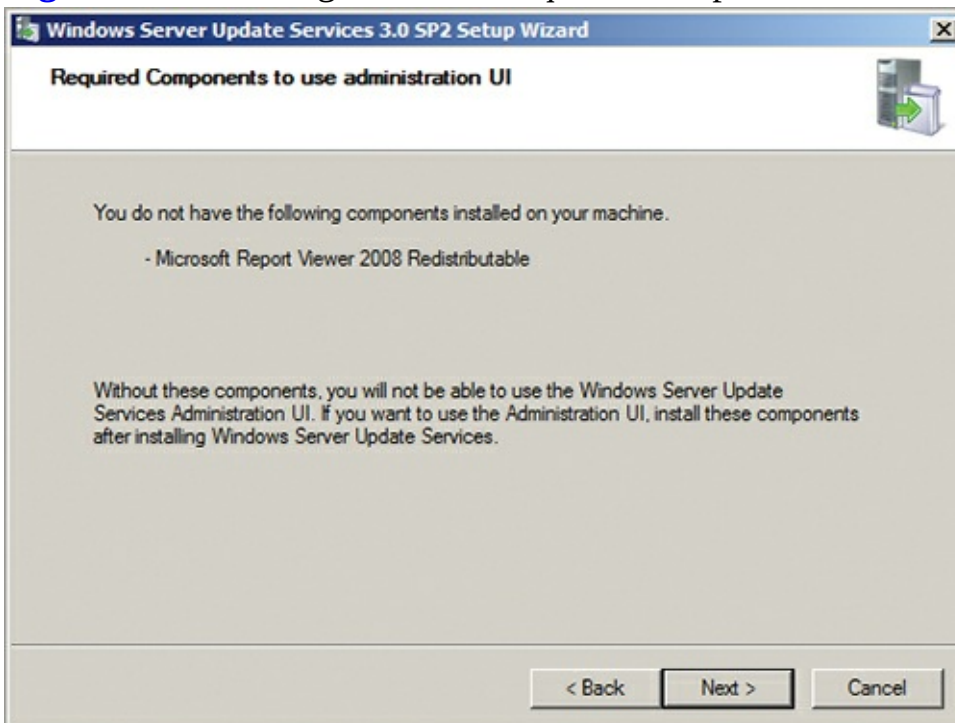 Windows Server Update Services 3.0 SP2 Setup Wizard
Required Components to use administration UI
You do not have the following components installed on your machine.
- Microsoft Report Viewer 2008 Redistributable
Without these components, you will not be able to use the Windows Server Update
Services Administration UI. If you want to use the Administration UI, install these components
after installing Windows Server Update Services.
< Back
Next >
Cancel